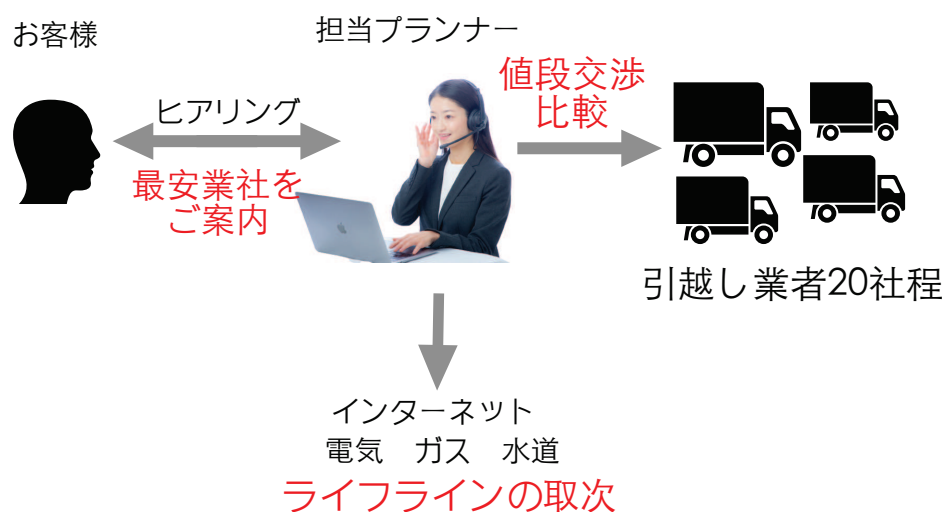 お客様
担当プランナー
ヒアリング
最安業社を
ご案内
値段交渉
比較
引越し業者20社程
インターネット
電気　ガス　水道
ライフラインの取次